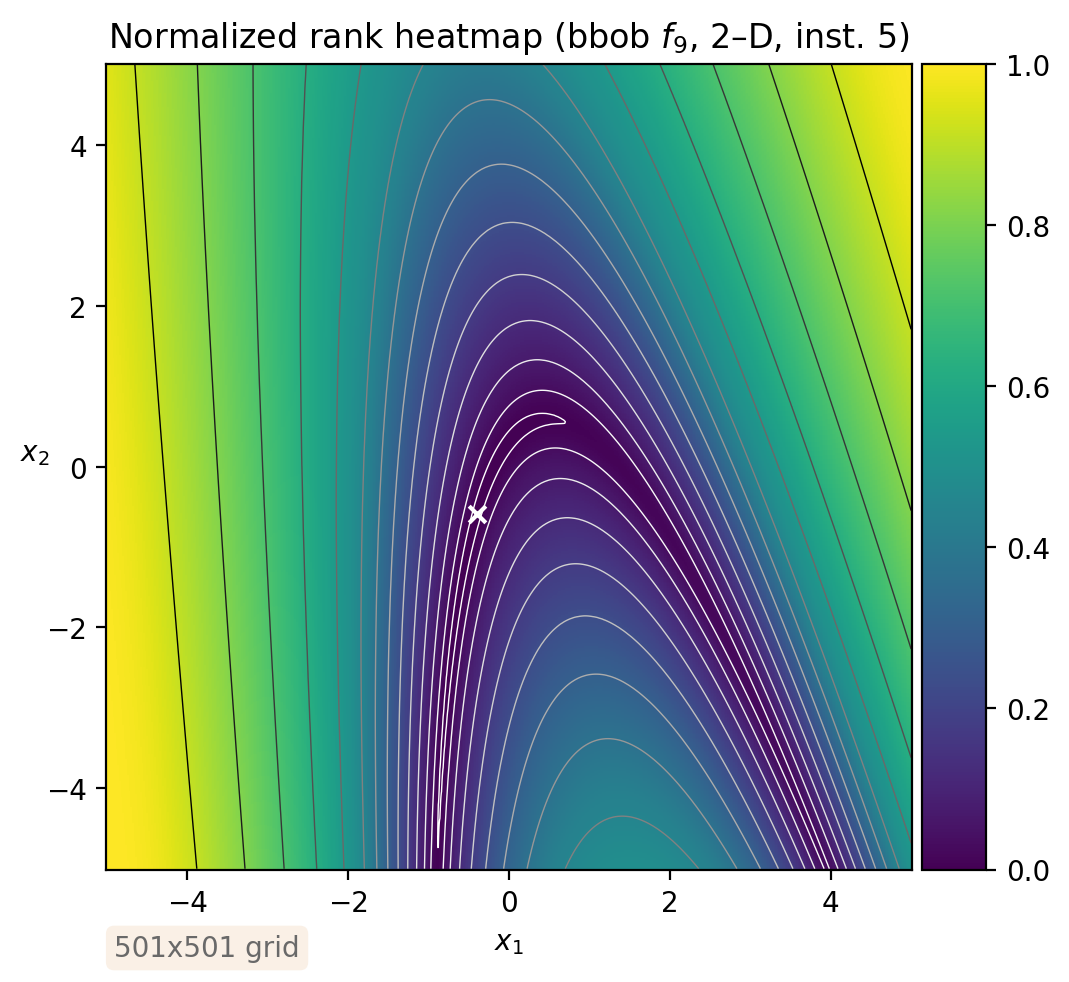 Normalized rank heatmap (bbob f₉, 2–D, inst. 5)
1.0
0.8
0.6
0.4
0.2
0.0
4
2
0
−2
−4
x₂
−4 −2 0 2 4
x₁
501x501 grid